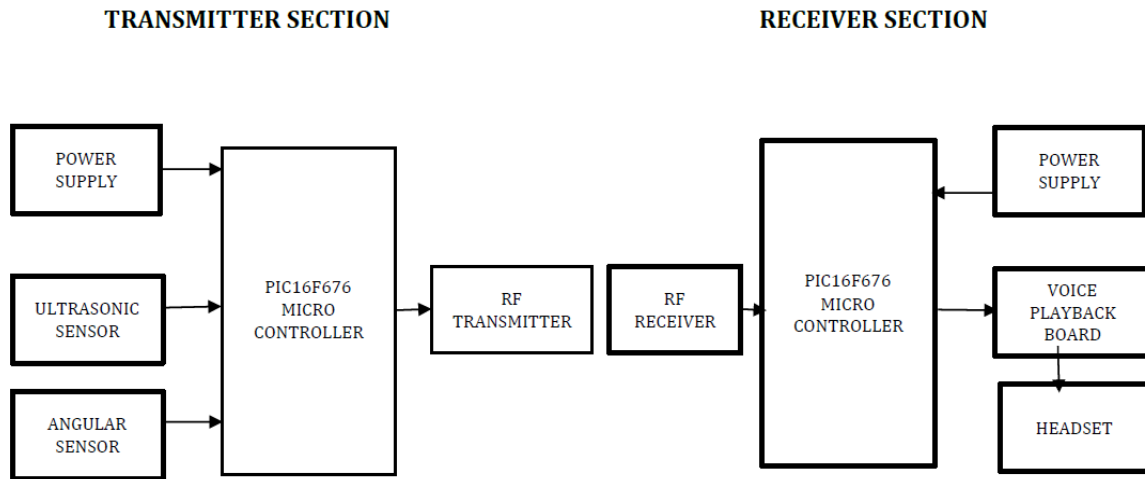 TRANSMITTER SECTION
RECEIVER SECTION
POWER
SUPPLY
ULTRASONIC
SENSOR
ANGULAR
SENSOR
PIC16F676
MICRO
CONTROLLER
RF
TRANSMITTER
RF
RECEIVER
PIC16F676
MICRO
CONTROLLER
POWER
SUPPLY
VOICE
PLAYBACK
BOARD
HEADSET